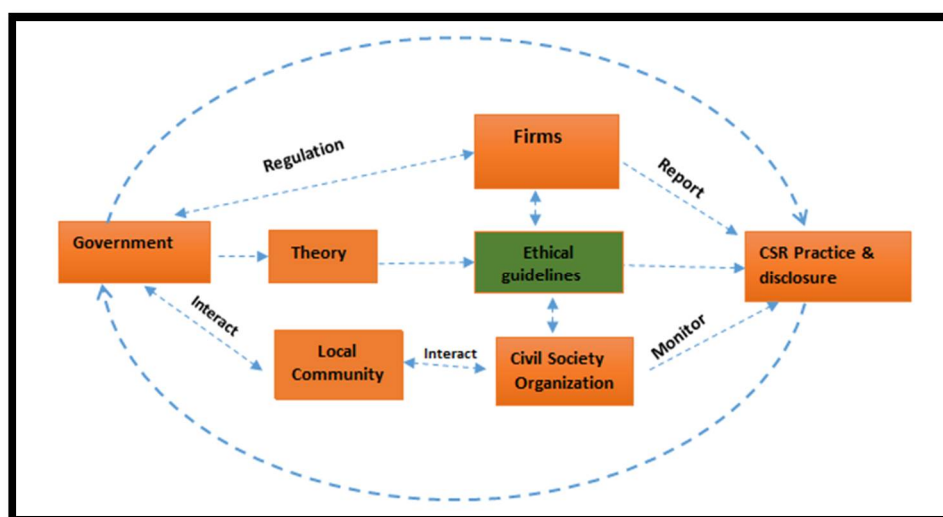 Firms
Regulation
Report
Government
Theory
Ethical
guidelines
CSR Practice &
disclosure
Interact
Local
Community
Interact
Civil Society
Organization
Monitor